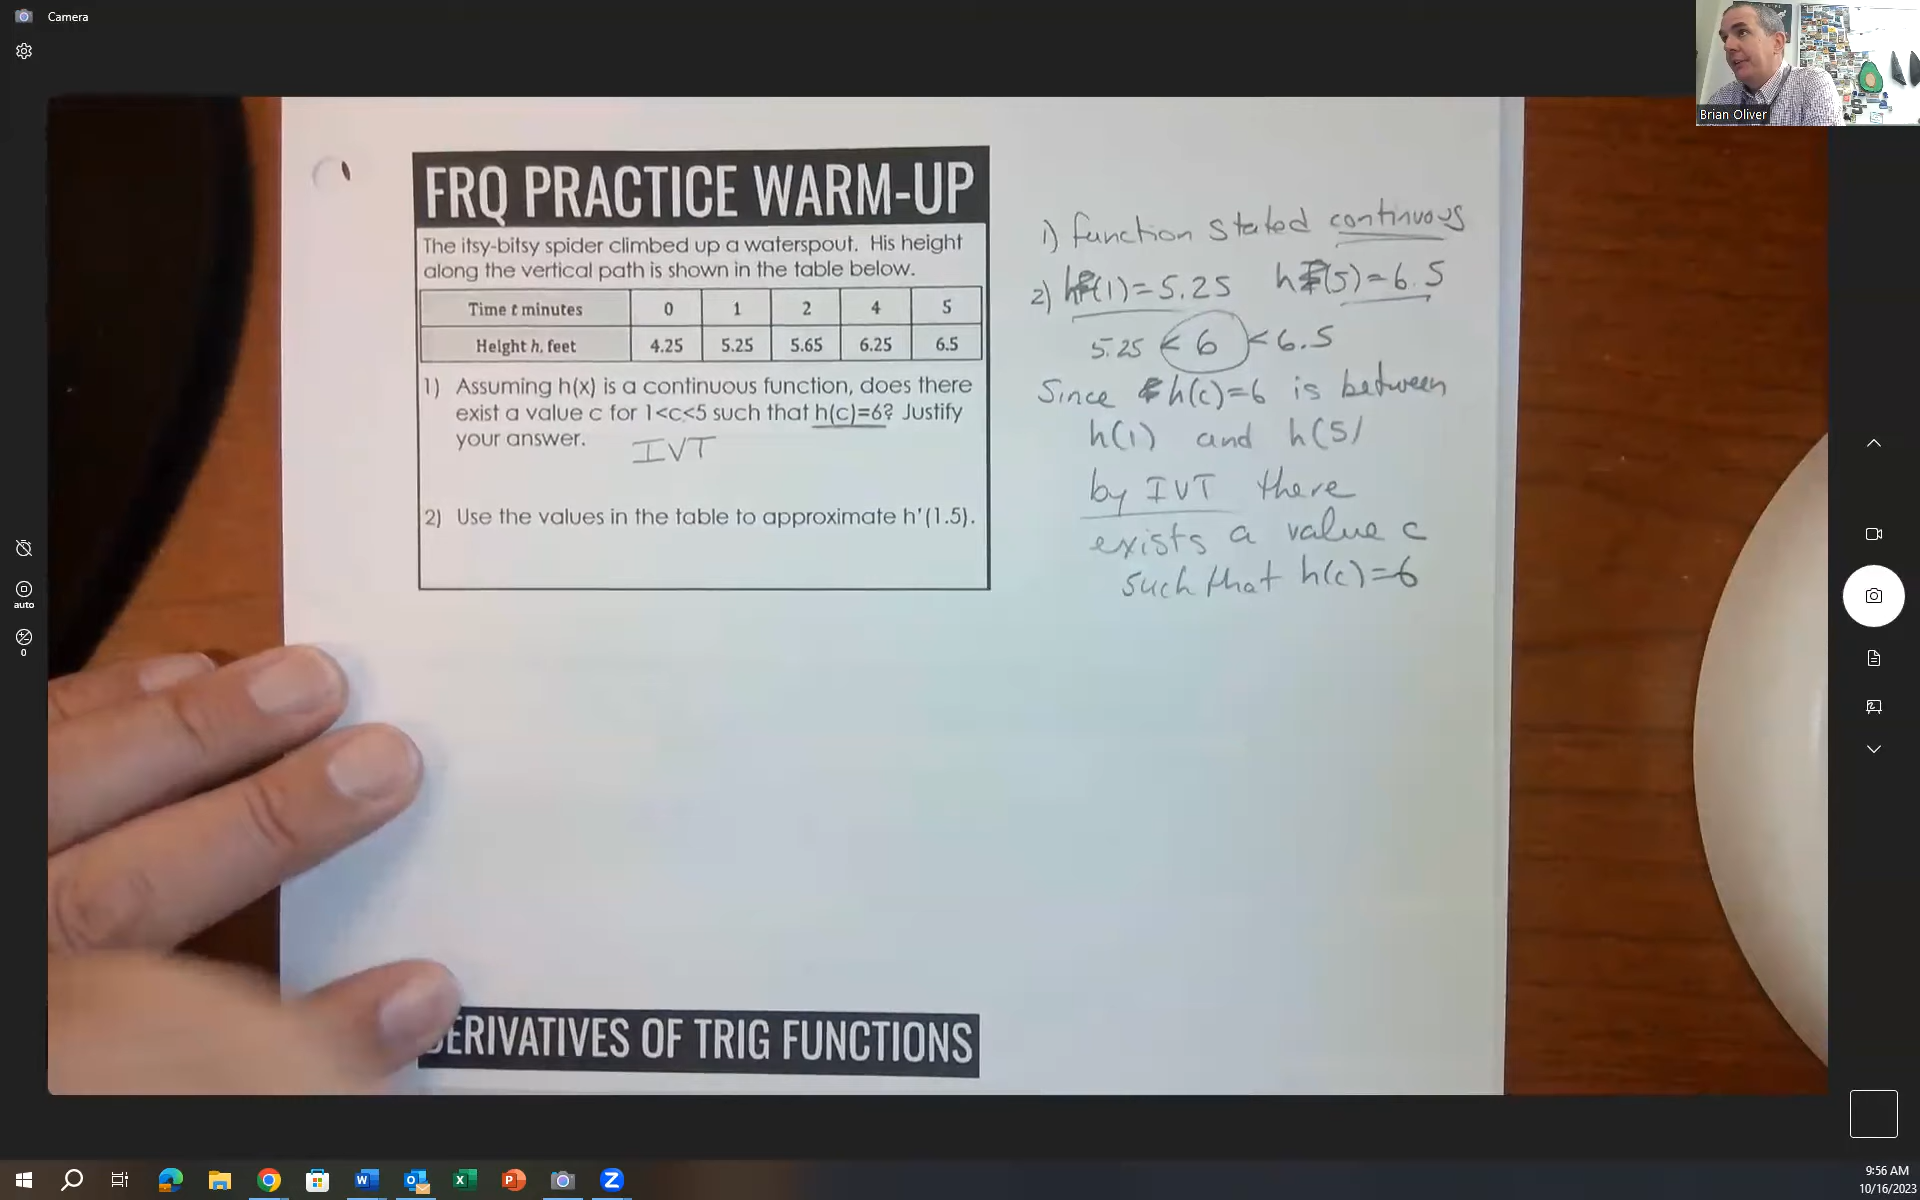 Camera
Brian Oliver
FRQ PRACTICE WARM-UP
The itsy-bitsy spider climbed up a waterspout. His height
along the vertical path is shown in the table below.
Time t minutes 0 1 2 4 5
Height h, feet 4.25 5.25 5.65 6.25 6.5
1) Assuming h(x) is a continuous function, does there
exist a value c for 1<c<5 such that h(c)=6? Justify
your answer. IVT
2) Use the values in the table to approximate h'(1.5).
1) function stated continuous
2) h(1)=5.25 h(5)=6.5
5.25 < 6 < 6.5
Since h(c)=6 is between
h(1) and h(5)
by IVT there
exists a value c
such that h(c)=6
ERIVATIVES OF TRIG FUNCTIONS
auto
0
9:56 AM
10/16/2023